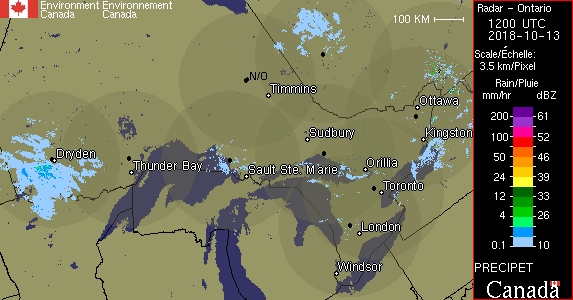 Environment Environnement
Canada Canada
100 KM
N/O
Timmins
Ottawa
Sudbury
Kingston
Dryden
Thunder Bay
Sault Ste. Marie
Orillia
Toronto
London
Windsor
Radar - Ontario
1200 UTC
2018-10-13
Scale/Échelle:
3.5 km/Pixel
Rain/Pluie
mm/hr dBZ
200 61
100 52
50 46
24 39
12 33
4 26
2 20
0.1 10
PRECIPET
Canada